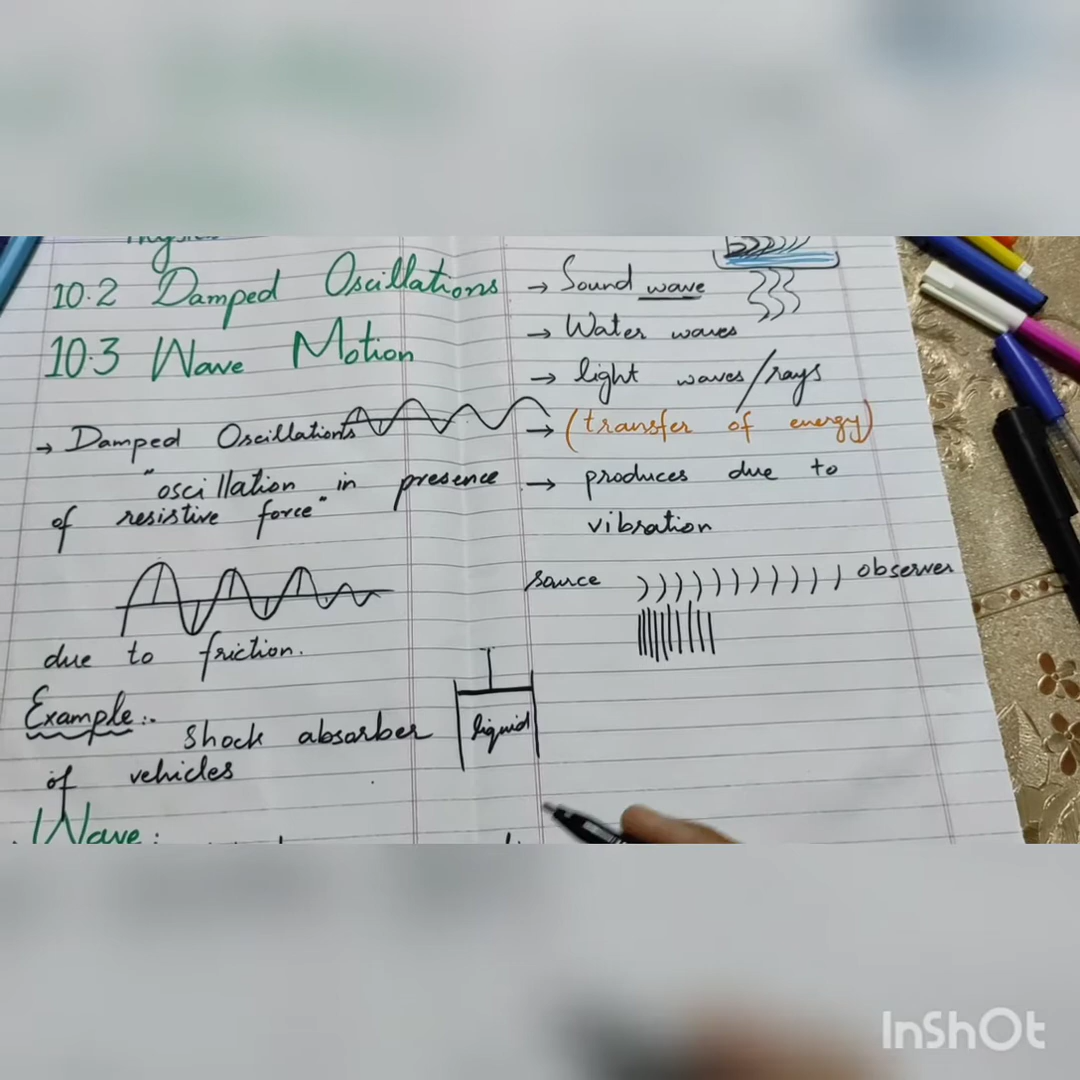 Physics
10.2 Damped Oscillations
10.3 Wave Motion
→ Damped Oscillations
"oscillation in presence
of resistive force"
due to friction.
Example:-
Shock absarber
of vehicles
liquid
Wave:
→ Sound wave
→ Water waves
→ light waves/rays
→ (transfer of energy)
→ produces due to
vibration
source
observer
InShOt